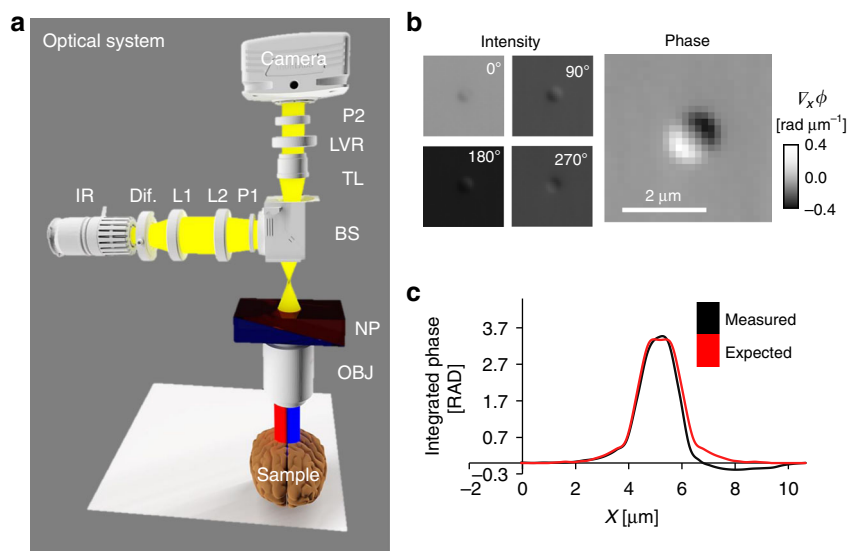 a
Optical system
Camera
P2
LVR
TL
IR Dif. L1 L2 P1
BS
NP
OBJ
Sample
b
Intensity Phase
0° 90°
180° 270°
2 μm
∇ₓϕ
[rad μm⁻¹]
0.4
0.0
–0.4
c
Integrated phase
[RAD]
3.7
2.7
1.7
0.7
–0.3
–2 0 2 4 6 8 10
X [μm]
Measured
Expected